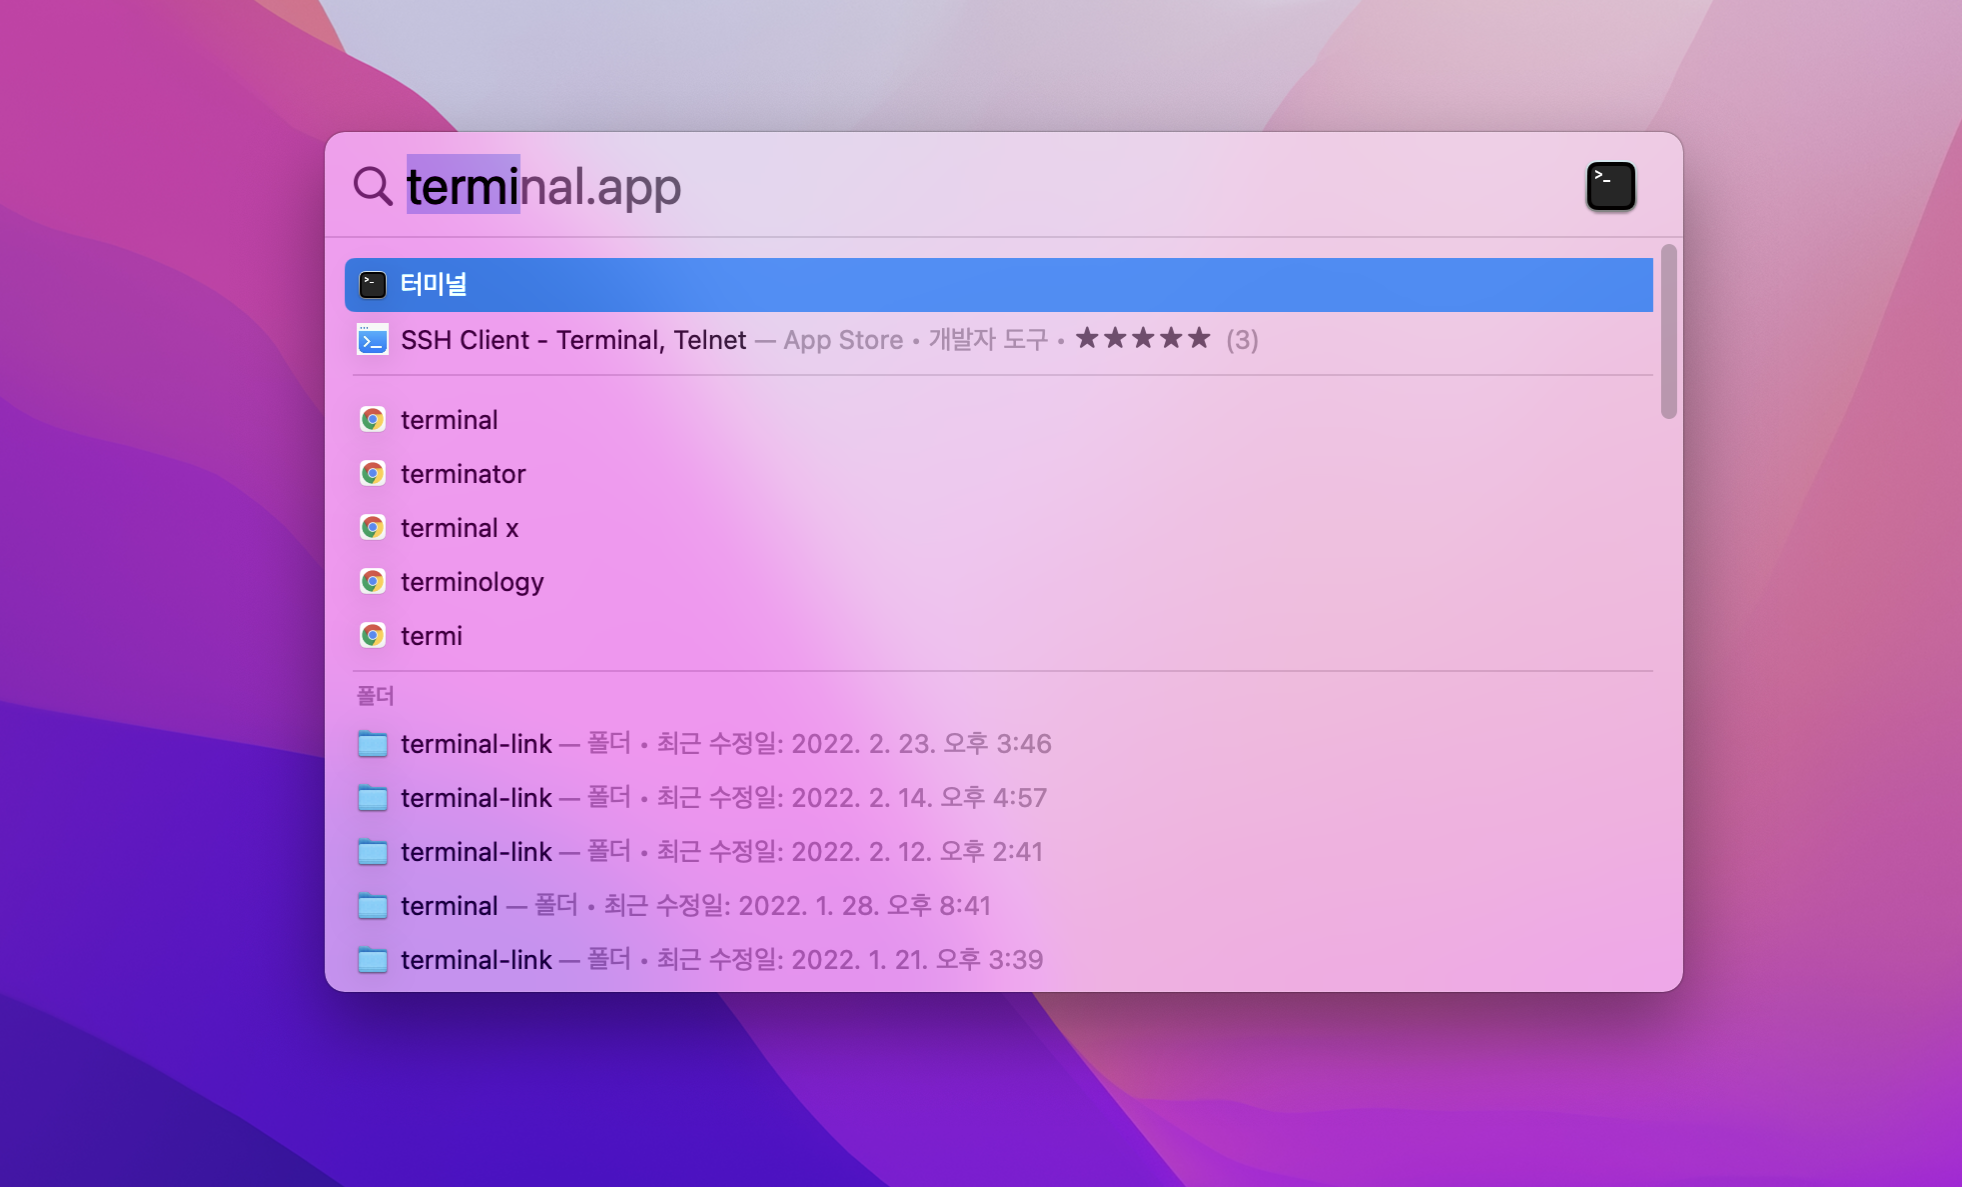 terminal.app
터미널
SSH Client - Terminal, Telnet — App Store • 개발자 도구 • ★★★★★ (3)
terminal
terminator
terminal x
terminology
termi
폴더
terminal-link — 폴더 • 최근 수정일: 2022. 2. 23. 오후 3:46
terminal-link — 폴더 • 최근 수정일: 2022. 2. 14. 오후 4:57
terminal-link — 폴더 • 최근 수정일: 2022. 2. 12. 오후 2:41
terminal — 폴더 • 최근 수정일: 2022. 1. 28. 오후 8:41
terminal-link — 폴더 • 최근 수정일: 2022. 1. 21. 오후 3:39